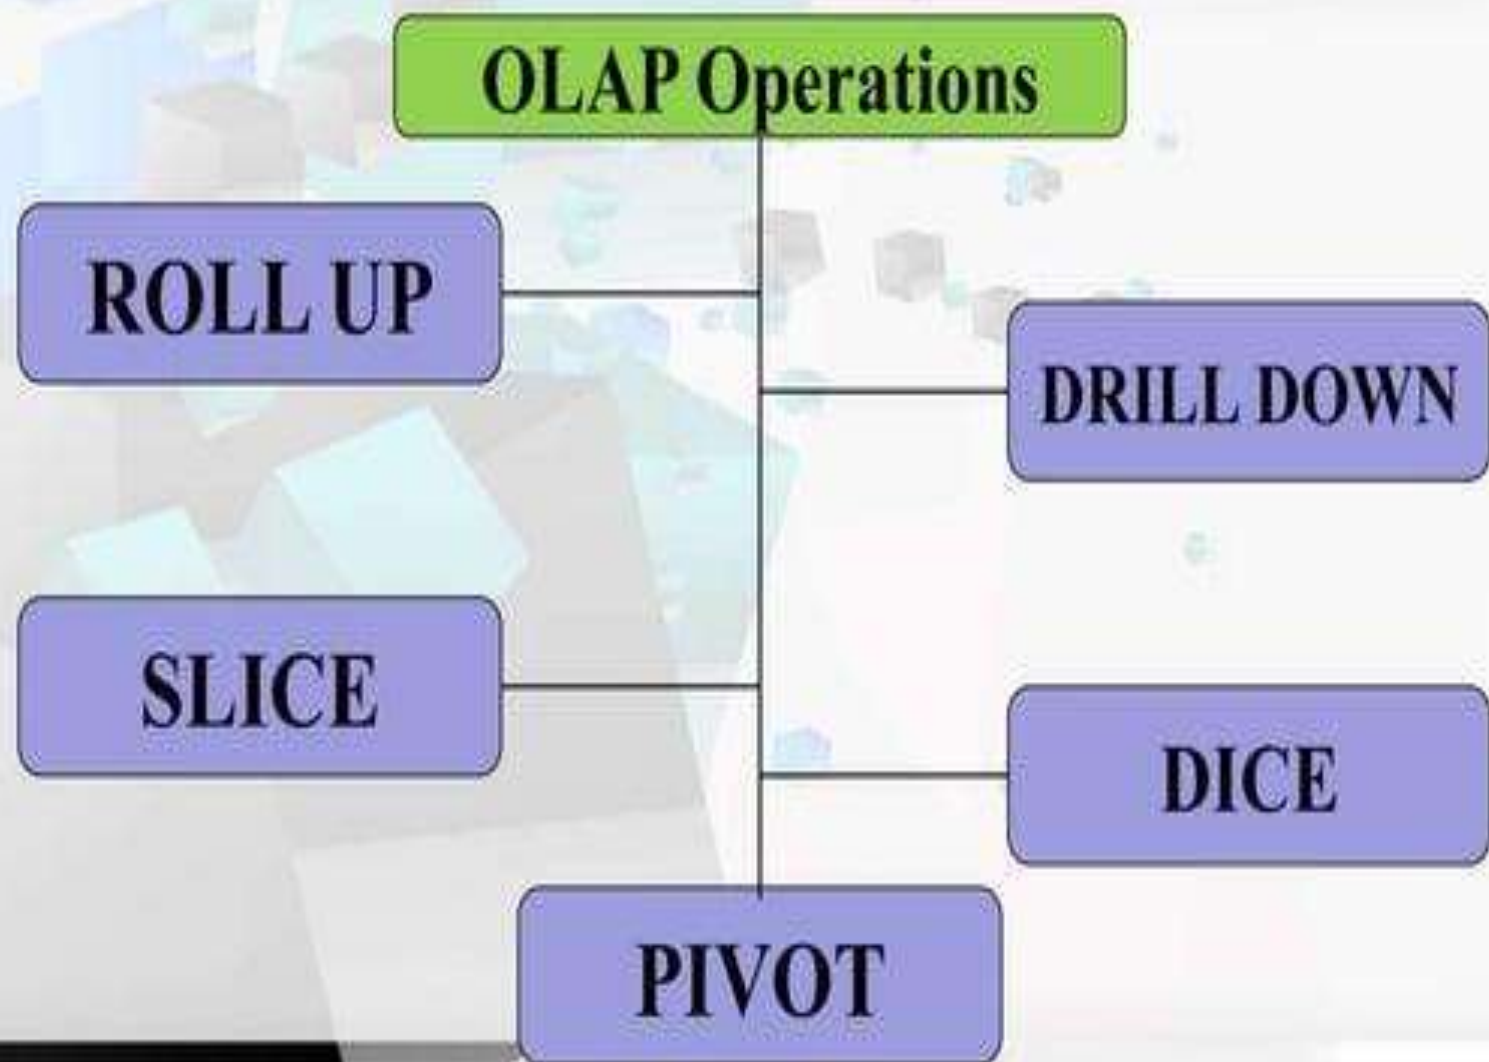 OLAP Operations
ROLL UP
DRILL DOWN
SLICE
DICE
PIVOT